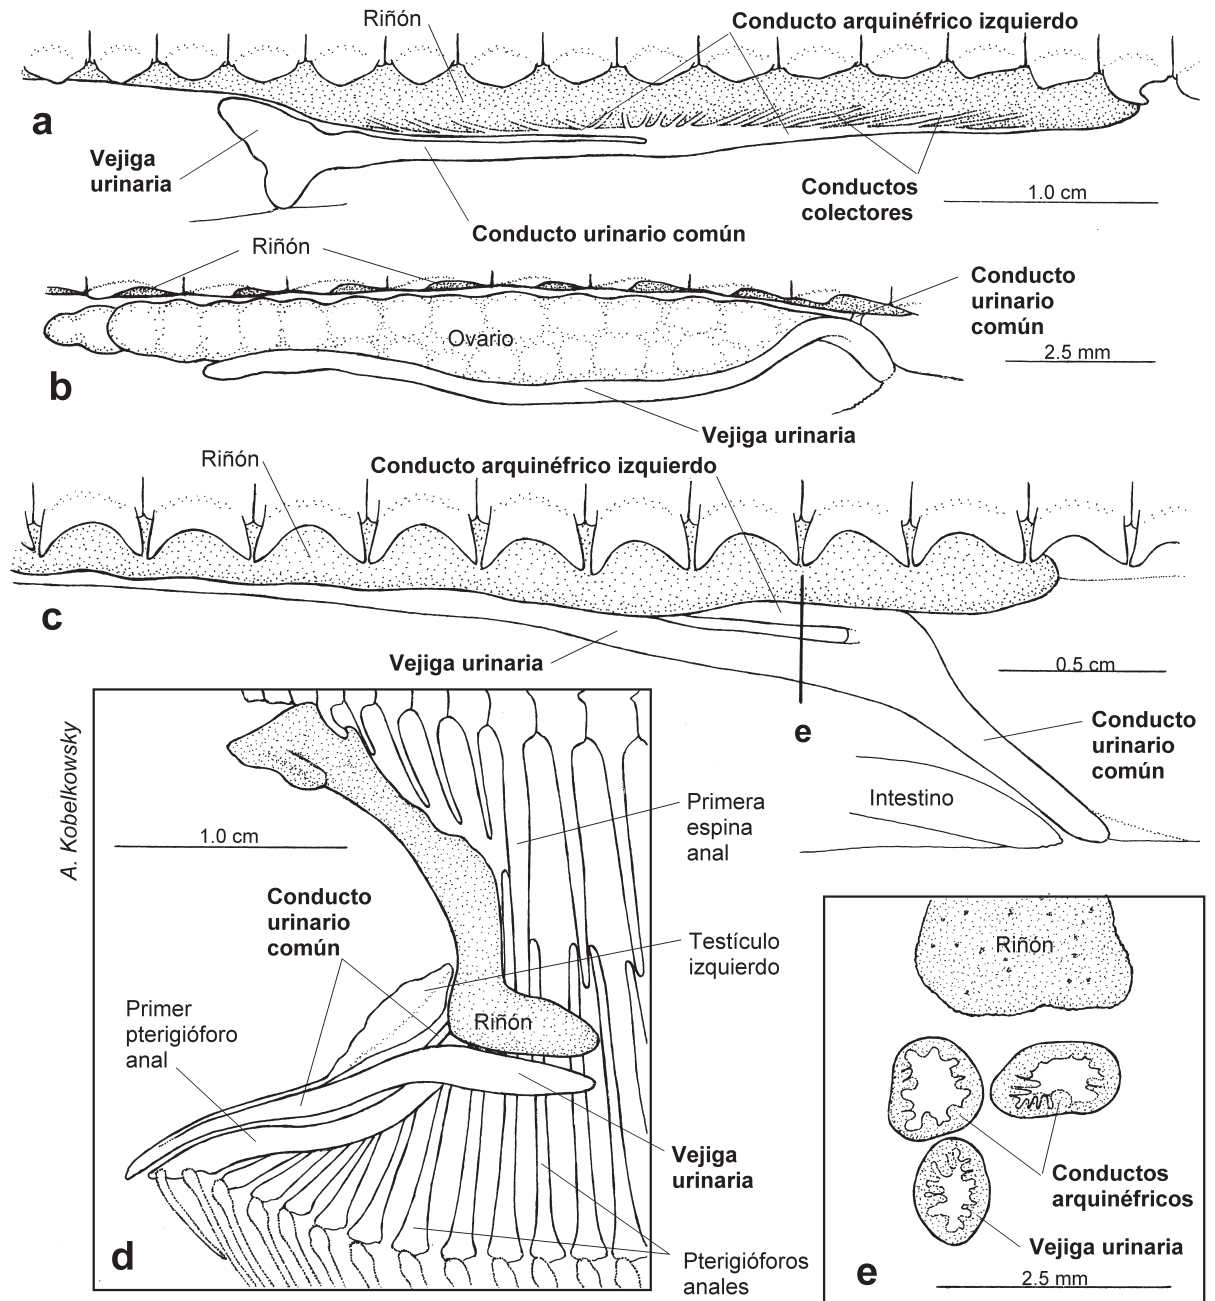 Riñón
Conducto arquinéfrico izquierdo
a
Vejiga
urinaria
Conductos
colectores
1.0 cm
Conducto urinario común
Riñón
Conducto
urinario
común
Ovario
2.5 mm
b
Vejiga urinaria
Riñón
Conducto arquinéfrico izquierdo
c
Vejiga urinaria
0.5 cm
e
Conducto
urinario
común
Intestino
A. Kobelkowsky
1.0 cm
Primera
espina
anal
Conducto
urinario
común
Testículo
izquierdo
Primer
pterigióforo
anal
Riñón
Vejiga
urinaria
Pterigióforos
anales
d
Riñón
Conductos
arquinéfricos
Vejiga urinaria
e
2.5 mm